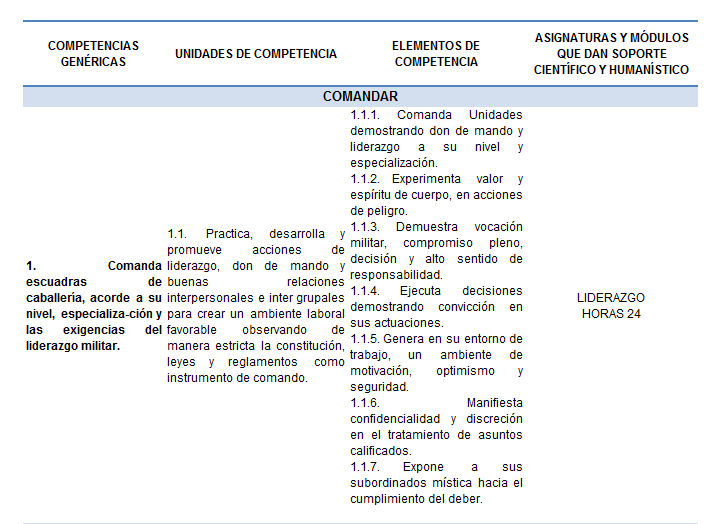 COMPETENCIAS
GENÉRICAS
UNIDADES DE COMPETENCIA
ELEMENTOS DE
COMPETENCIA
ASIGNATURAS Y MÓDULOS
QUE DAN SOPORTE
CIENTÍFICO Y HUMANÍSTICO
COMANDAR
1. Comanda
escuadras de
caballería, acorde a su
nivel, especializa-ción y
las exigencias del
liderazgo militar.
1.1. Practica, desarrolla y
promueve acciones de
liderazgo, don de mando y
buenas relaciones
interpersonales e inter grupales
para crear un ambiente laboral
favorable observando de
manera estricta la constitución,
leyes y reglamentos como
instrumento de comando.
1.1.1. Comanda Unidades
demostrando don de mando y
liderazgo a su nivel y
especialización.
1.1.2. Experimenta valor y
espíritu de cuerpo, en acciones
de peligro.
1.1.3. Demuestra vocación
militar, compromiso pleno,
decisión y alto sentido de
responsabilidad.
1.1.4. Ejecuta decisiones
demostrando convicción en
sus actuaciones.
1.1.5. Genera en su entorno de
trabajo, un ambiente de
motivación, optimismo y
seguridad.
1.1.6. Manifiesta
confidencialidad y discreción
en el tratamiento de asuntos
calificados.
1.1.7. Expone a sus
subordinados mística hacia el
cumplimiento del deber.
LIDERAZGO
HORAS 24